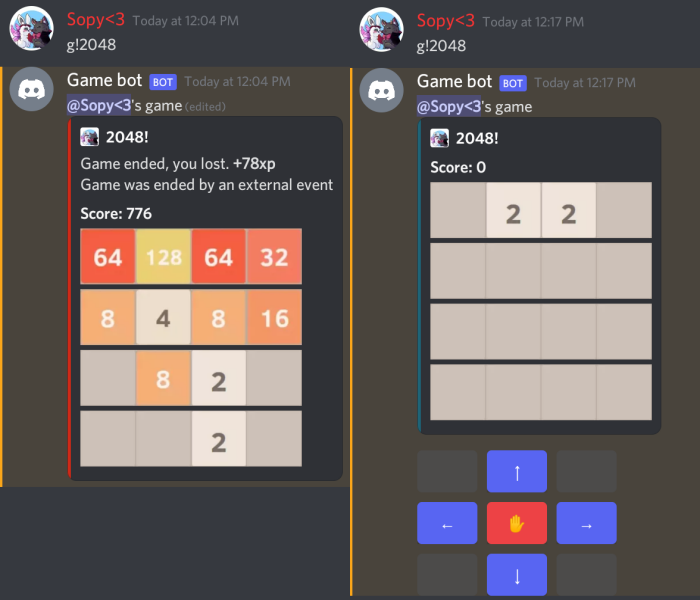 Sopy<3 Today at 12:04 PM
g!2048
Game bot BOT Today at 12:04 PM
@Sopy<3's game (edited)
2048!
Game ended, you lost. +78xp
Game was ended by an external event
Score: 776
64 128 64 32
8 4 8 16
8 2
2
Sopy<3 Today at 12:17 PM
g!2048
Game bot BOT Today at 12:17 PM
@Sopy<3's game
2048!
Score: 0
2 2
↑
← ✋ →
↓